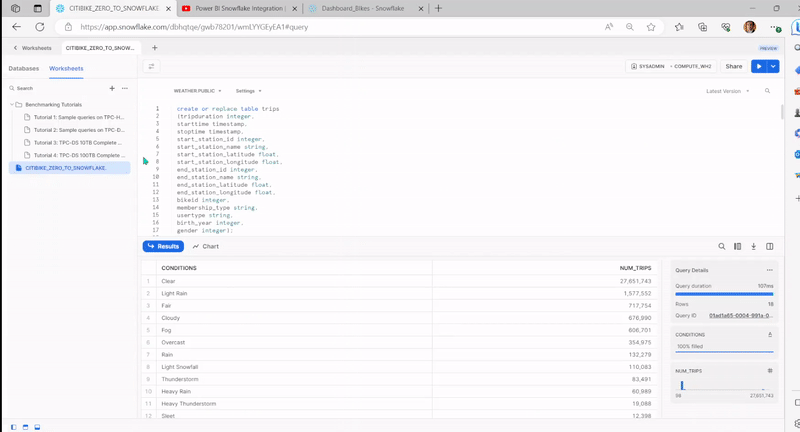 CITIBIKE_ZERO_TO_SNOWFLAKE
Power BI Snowflake Integration |
Dashboard_Bikes - Snowflake
https://app.snowflake.com/dbhqtqe/gwb78201/wmLYYGEyEA1#query
Worksheets
CITIBIKE_ZERO_TO_SNOW...
PREVIEW
Databases
Worksheets
SYSADMIN
COMPUTE_WH2
Share
Search
WEATHER.PUBLIC
Settings
Latest Version
Benchmarking Tutorials
Tutorial 1: Sample queries on TPC-H...
Tutorial 2: Sample queries on TPC-D...
Tutorial 3: TPC-DS 10TB Complete ...
Tutorial 4: TPC-DS 100TB Complete ...
CITIBIKE_ZERO_TO_SNOWFLAKE.
1 create or replace table trips
2 (tripduration integer,
3 starttime timestamp,
4 stoptime timestamp,
5 start_station_id integer,
6 start_station_name string,
7 start_station_latitude float,
8 start_station_longitude float,
9 end_station_id integer,
10 end_station_name string,
11 end_station_latitude float,
12 end_station_longitude float,
13 bikeid integer,
14 membership_type string,
15 usertype string,
16 birth_year integer,
17 gender integer);
Results
Chart
CONDITIONS NUM_TRIPS
1 Clear 27,651,743
2 Light Rain 1,577,552
3 Fair 717,754
4 Cloudy 676,990
5 Fog 606,701
6 Overcast 354,975
7 Rain 132,279
8 Light Snowfall 110,083
9 Thunderstorm 83,491
10 Heavy Rain 60,989
11 Heavy Thunderstorm 19,088
12 Sleet 12,398
Query Details
Query duration 107ms
Rows 18
Query ID 01ad1a65-0004-991a-0...
CONDITIONS
100% filled
NUM_TRIPS
27,651,743